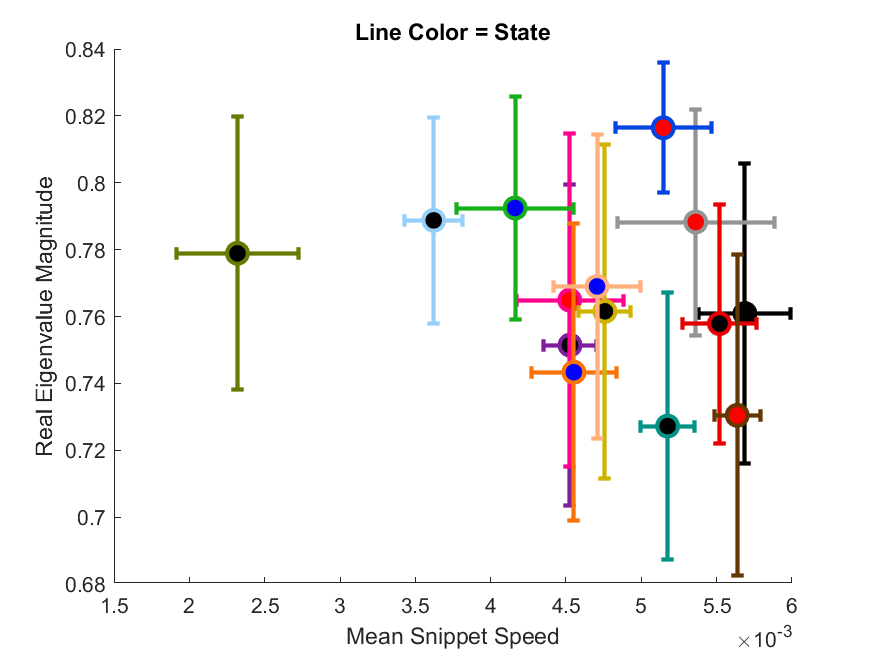 Line Color = State
0.84
0.82
0.8
0.78
0.76
0.74
0.72
0.7
0.68
Real Eigenvalue Magnitude
1.5 2 2.5 3 3.5 4 4.5 5 5.5 6
Mean Snippet Speed
×10⁻³